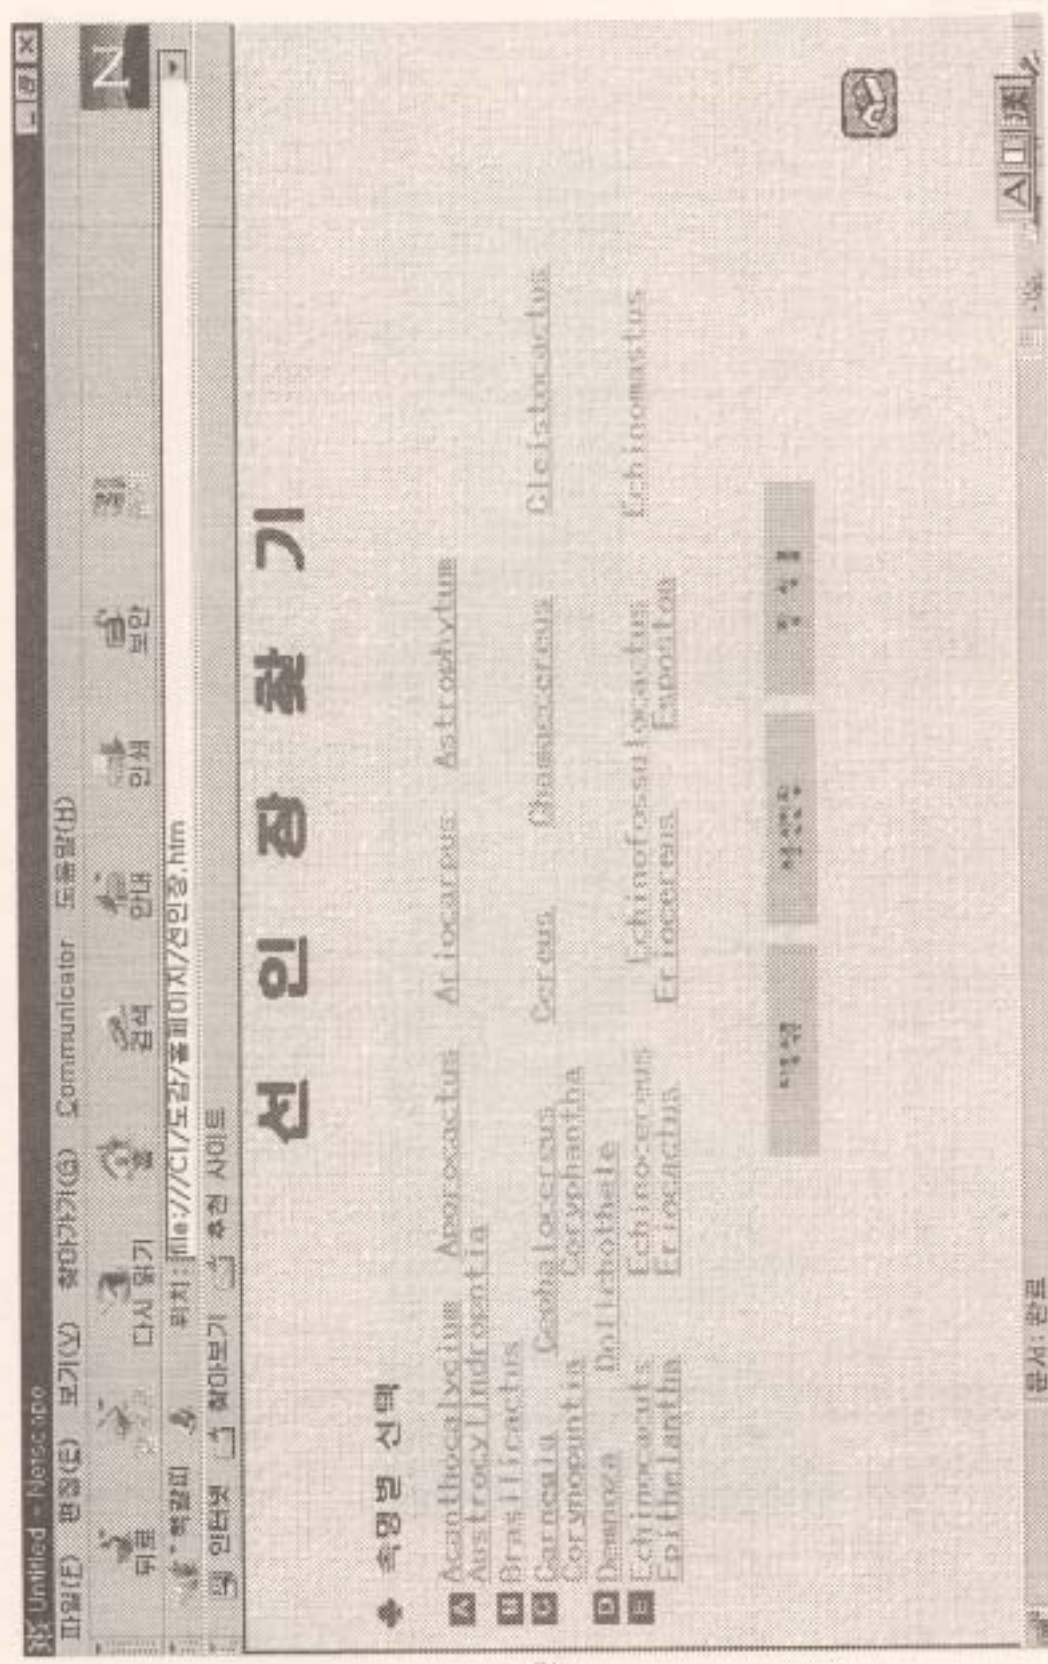 Untitled - Netscape
파일(F) 편집(E) 보기(V) 찾아가기(G) Communicator 도움말(H)
뒤로 다시 읽기 홈 검색 안내 인쇄 보안
책갈피 위치: file:///C|/도감/홈페이지/선인장.htm
인터넷 찾아보기 추천 사이트
선 인 장 찾 기
속명별 선택
A Acanthocalycium Aporocactus Ariocarpus Astrophytum
Austrocylindropntia
B Brasilicactus
C Carnegia Cephalocereus Cereus Chamaecereus Cleistocactus
Corynopuntia Coryphantha
D Demnoza Dolichothele
E Echinocacuts Echinocereus Echinofossulocactus Echinomastus
Epithelantha Eriocactus Eriocereus Espostoa
문서: 완료